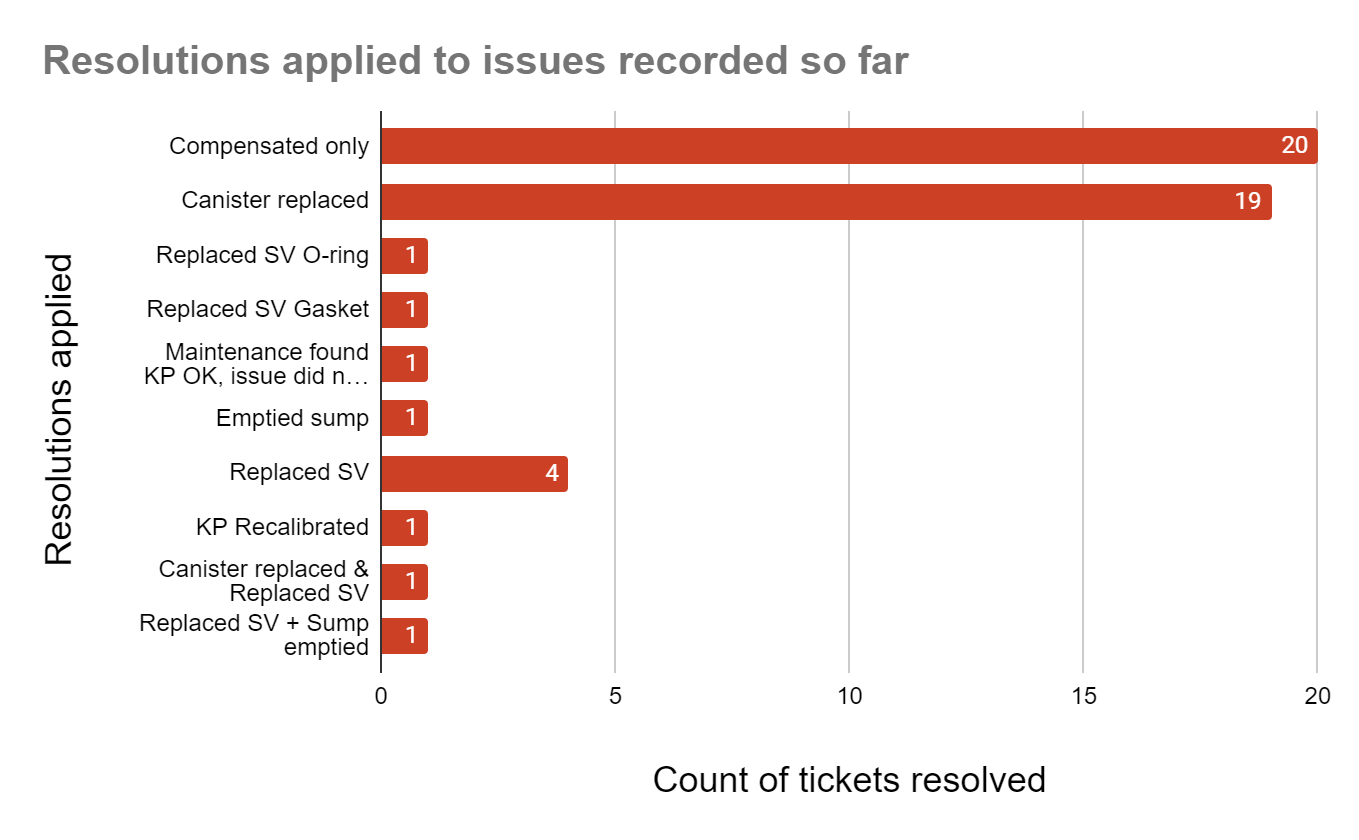 Resolutions applied to issues recorded so far
Resolutions applied
Compensated only
20
Canister replaced
19
Replaced SV O-ring
1
Replaced SV Gasket
1
Maintenance found
KP OK, issue did n…
1
Emptied sump
1
Replaced SV
4
KP Recalibrated
1
Canister replaced &
Replaced SV
1
Replaced SV + Sump
emptied
1
0 5 10 15 20
Count of tickets resolved